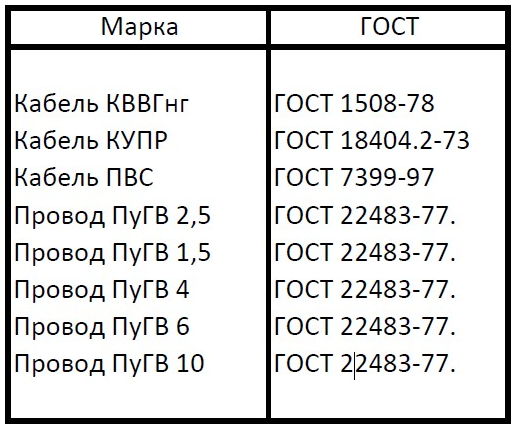 Марка ГОСТ
Кабель КВВГнг ГОСТ 1508-78
Кабель КУПР ГОСТ 18404.2-73
Кабель ПВС ГОСТ 7399-97
Провод ПуГВ 2,5 ГОСТ 22483-77.
Провод ПуГВ 1,5 ГОСТ 22483-77.
Провод ПуГВ 4 ГОСТ 22483-77.
Провод ПуГВ 6 ГОСТ 22483-77.
Провод ПуГВ 10 ГОСТ 22483-77.